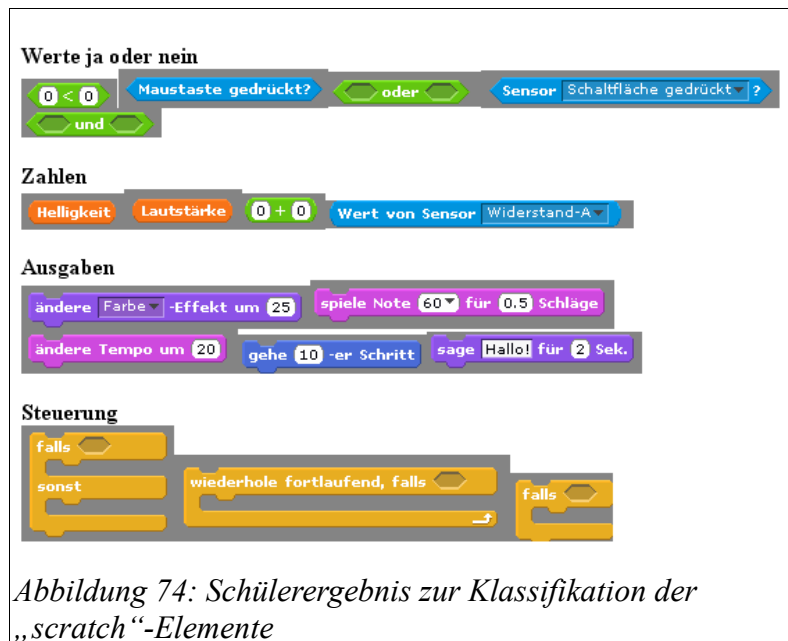 Werte ja oder nein
0 < 0 Maustaste gedrückt? oder Sensor Schaltfläche gedrückt ?
und
Zahlen
Helligkeit Lautstärke 0 + 0 Wert von Sensor Widerstand-A
Ausgaben
ändere Farbe -Effekt um 25 spiele Note 60 für 0.5 Schläge
ändere Tempo um 20 gehe 10 -er Schritt sage Hallo! für 2 Sek.
Steuerung
falls
sonst wiederhole fortlaufend, falls falls
Abbildung 74: Schülerergebnis zur Klassifikation der
„scratch“-Elemente